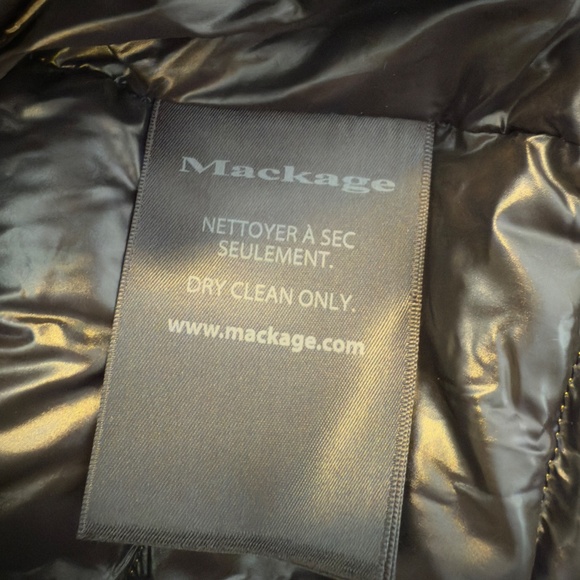 Mackage
NETTOYER À SEC
SEULEMENT.
DRY CLEAN ONLY.
www.mackage.com